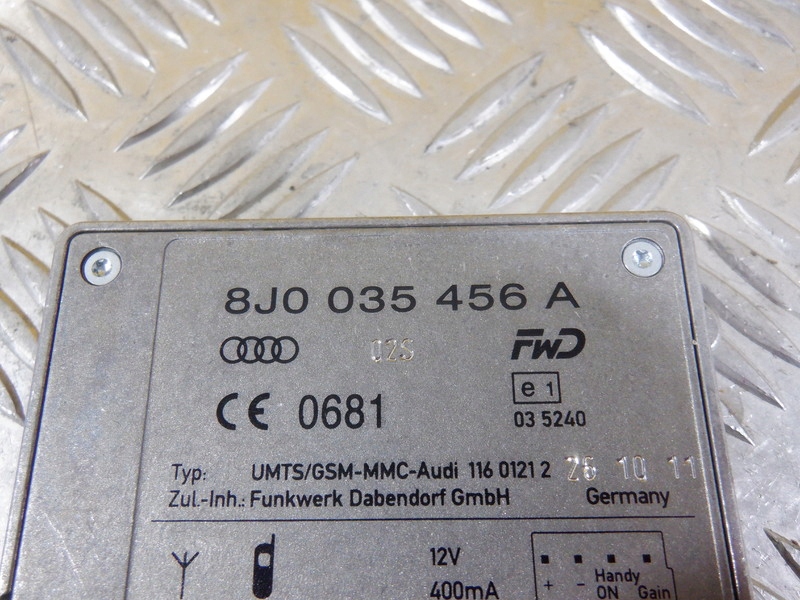 8J0 035 456 A
02S FWD
CE 0681 e 1
03 5240
Typ: UMTS/GSM-MMC-Audi 116 0121 2 26 10 11
Zul.-Inh.: Funkwerk Dabendorf GmbH Germany
12V
400mA
+ − Handy
ON Gain